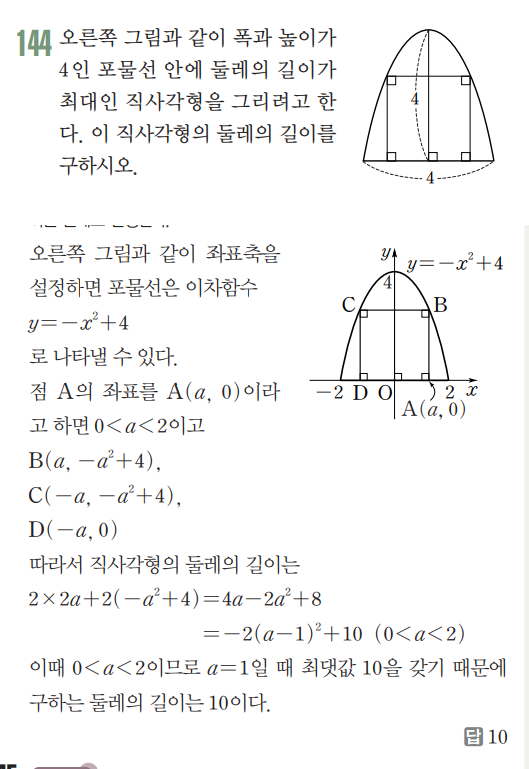 144 오른쪽 그림과 같이 폭과 높이가
4인 포물선 안에 둘레의 길이가
최대인 직사각형을 그리려고 한
다. 이 직사각형의 둘레의 길이를
구하시오.
4
4
오른쪽 그림과 같이 좌표축을
설정하면 포물선은 이차함수
y=-x²+4
로 나타낼 수 있다.
점 A의 좌표를 A(a, 0)이라
고 하면 0<a<2이고
B(a, -a²+4),
C(-a, -a²+4),
D(-a, 0)
y
y=-x²+4
4
C B
-2 D O 2 x
A(a, 0)
따라서 직사각형의 둘레의 길이는
2×2a+2(-a²+4)=4a-2a²+8
=-2(a-1)²+10 (0<a<2)
이때 0<a<2이므로 a=1일 때 최댓값 10을 갖기 때문에
구하는 둘레의 길이는 10이다.
답 10